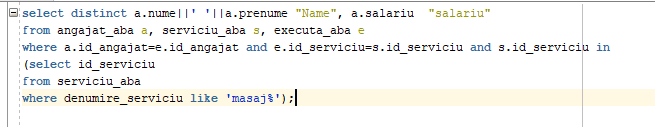 select distinct a.nume||' '||a.prenume "Name", a.salariu  "salariu"
from angajat_aba a, serviciu_aba s, executa_aba e
where a.id_angajat=e.id_angajat and e.id_serviciu=s.id_serviciu and s.id_serviciu in
(select id_serviciu
from serviciu_aba
where denumire_serviciu like 'masaj%');